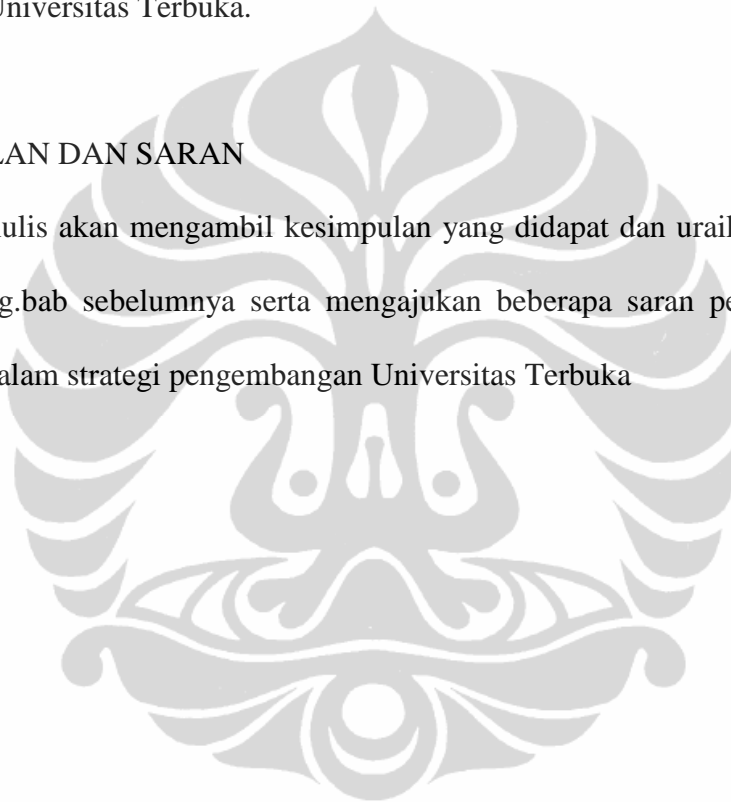 Universitas Terbuka.
LAN DAN SARAN
ulis akan mengambil kesimpulan yang didapat dan urail
g.bab sebelumnya serta mengajukan beberapa saran pe
alam strategi pengembangan Universitas Terbuka